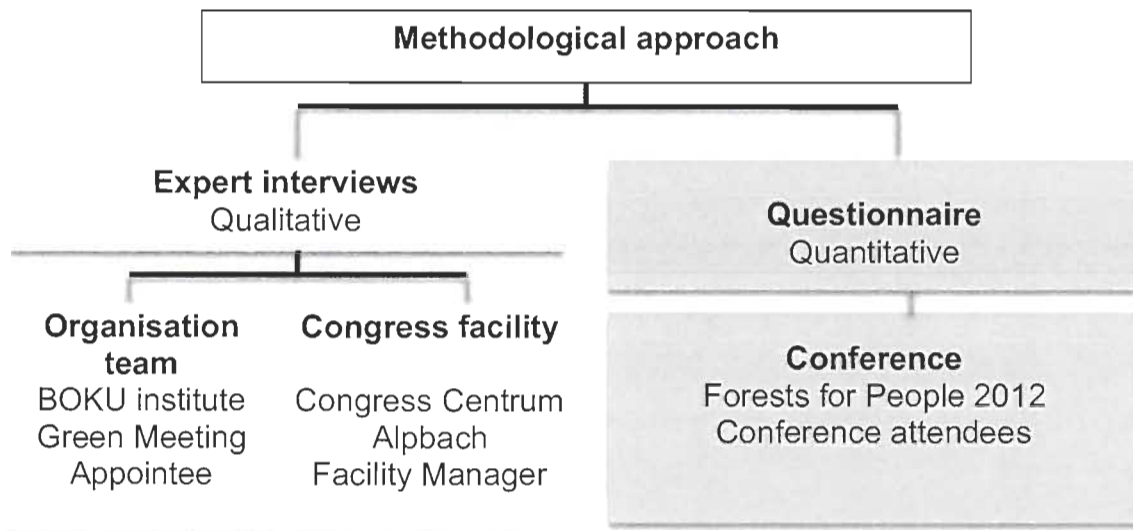 Methodological approach
Expert interviews
Qualitative
Questionnaire
Quantitative
Organisation
team
BOKU institute
Green Meeting
Appointee
Congress facility
Congress Centrum
Alpbach
Facility Manager
Conference
Forests for People 2012
Conference attendees